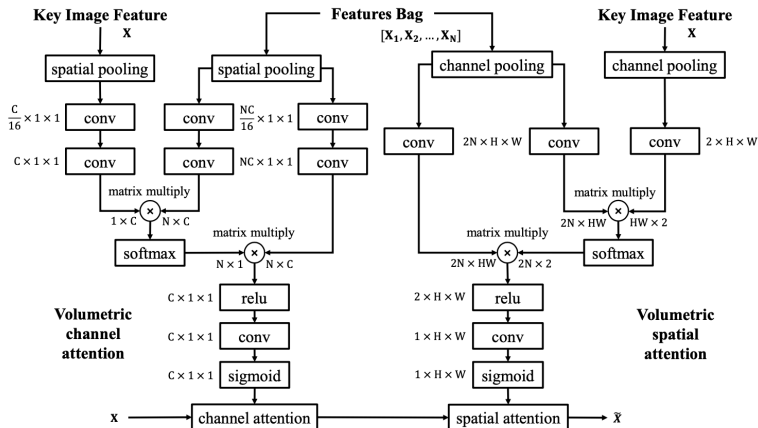 Key Image Feature
X
Features Bag
[X₁, X₂, ..., X_N]
Key Image Feature
X
spatial pooling
spatial pooling
channel pooling
channel pooling
C/16 × 1 × 1
conv
conv
NC/16 × 1 × 1
conv
conv
2N × H × W
conv
conv
2 × H × W
C × 1 × 1
conv
conv
NC × 1 × 1
conv
matrix multiply
×
1 × C
N × C
matrix multiply
×
2N × HW
HW × 2
softmax
matrix multiply
×
N × 1
N × C
matrix multiply
×
2N × HW
2N × 2
softmax
C × 1 × 1
relu
2 × H × W
relu
Volumetric
channel
attention
C × 1 × 1
conv
1 × H × W
conv
Volumetric
spatial
attention
C × 1 × 1
sigmoid
1 × H × W
sigmoid
X
channel attention
spatial attention
X̃